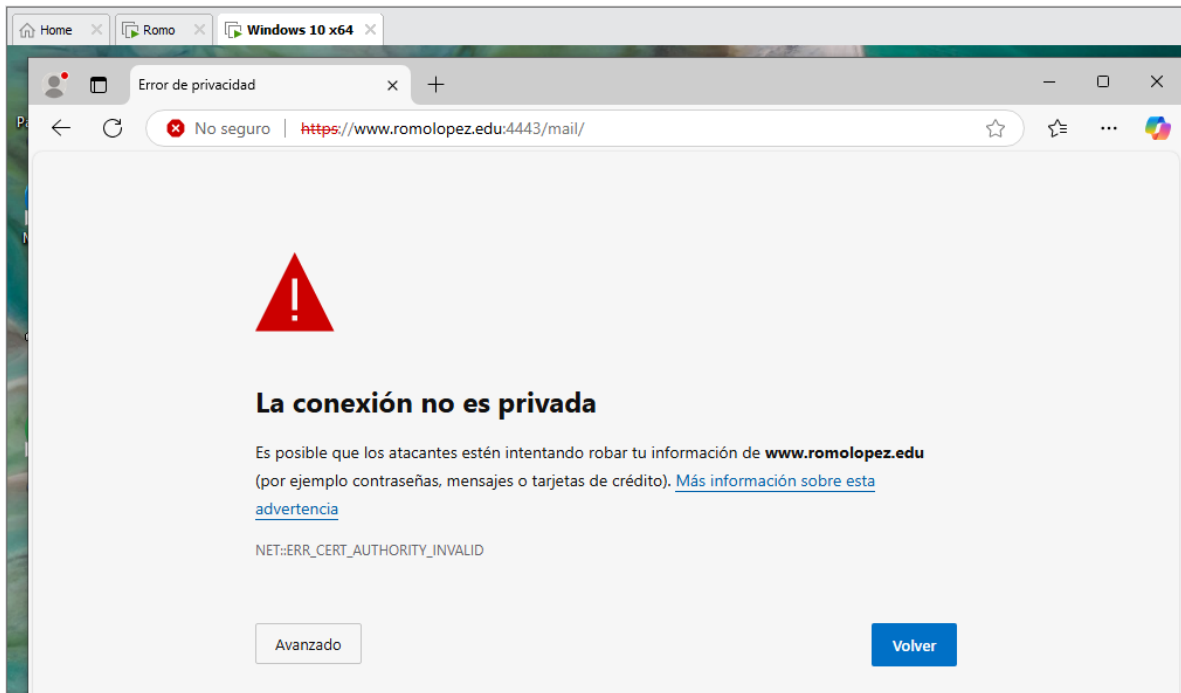 Home
Romo
Windows 10 x64
Error de privacidad
No seguro https://www.romolopez.edu:4443/mail/
La conexión no es privada
Es posible que los atacantes estén intentando robar tu información de www.romolopez.edu
(por ejemplo contraseñas, mensajes o tarjetas de crédito). Más información sobre esta
advertencia
NET::ERR_CERT_AUTHORITY_INVALID
Avanzado
Volver